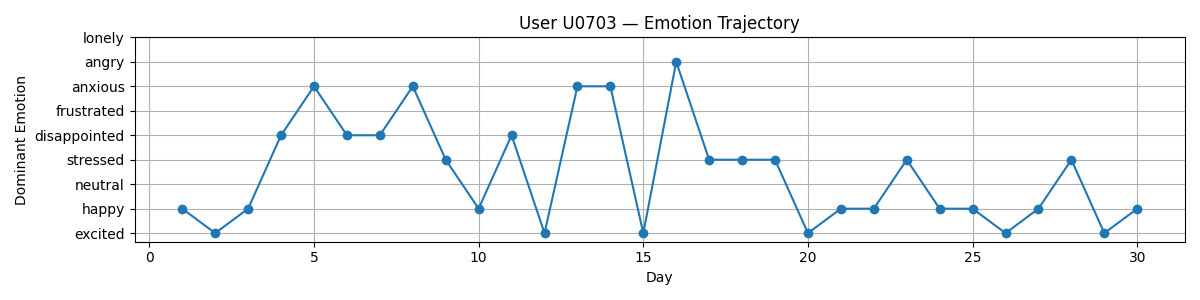 User U0703 — Emotion Trajectory
Dominant Emotion
lonely
angry
anxious
frustrated
disappointed
stressed
neutral
happy
excited
0 5 10 15 20 25 30
Day